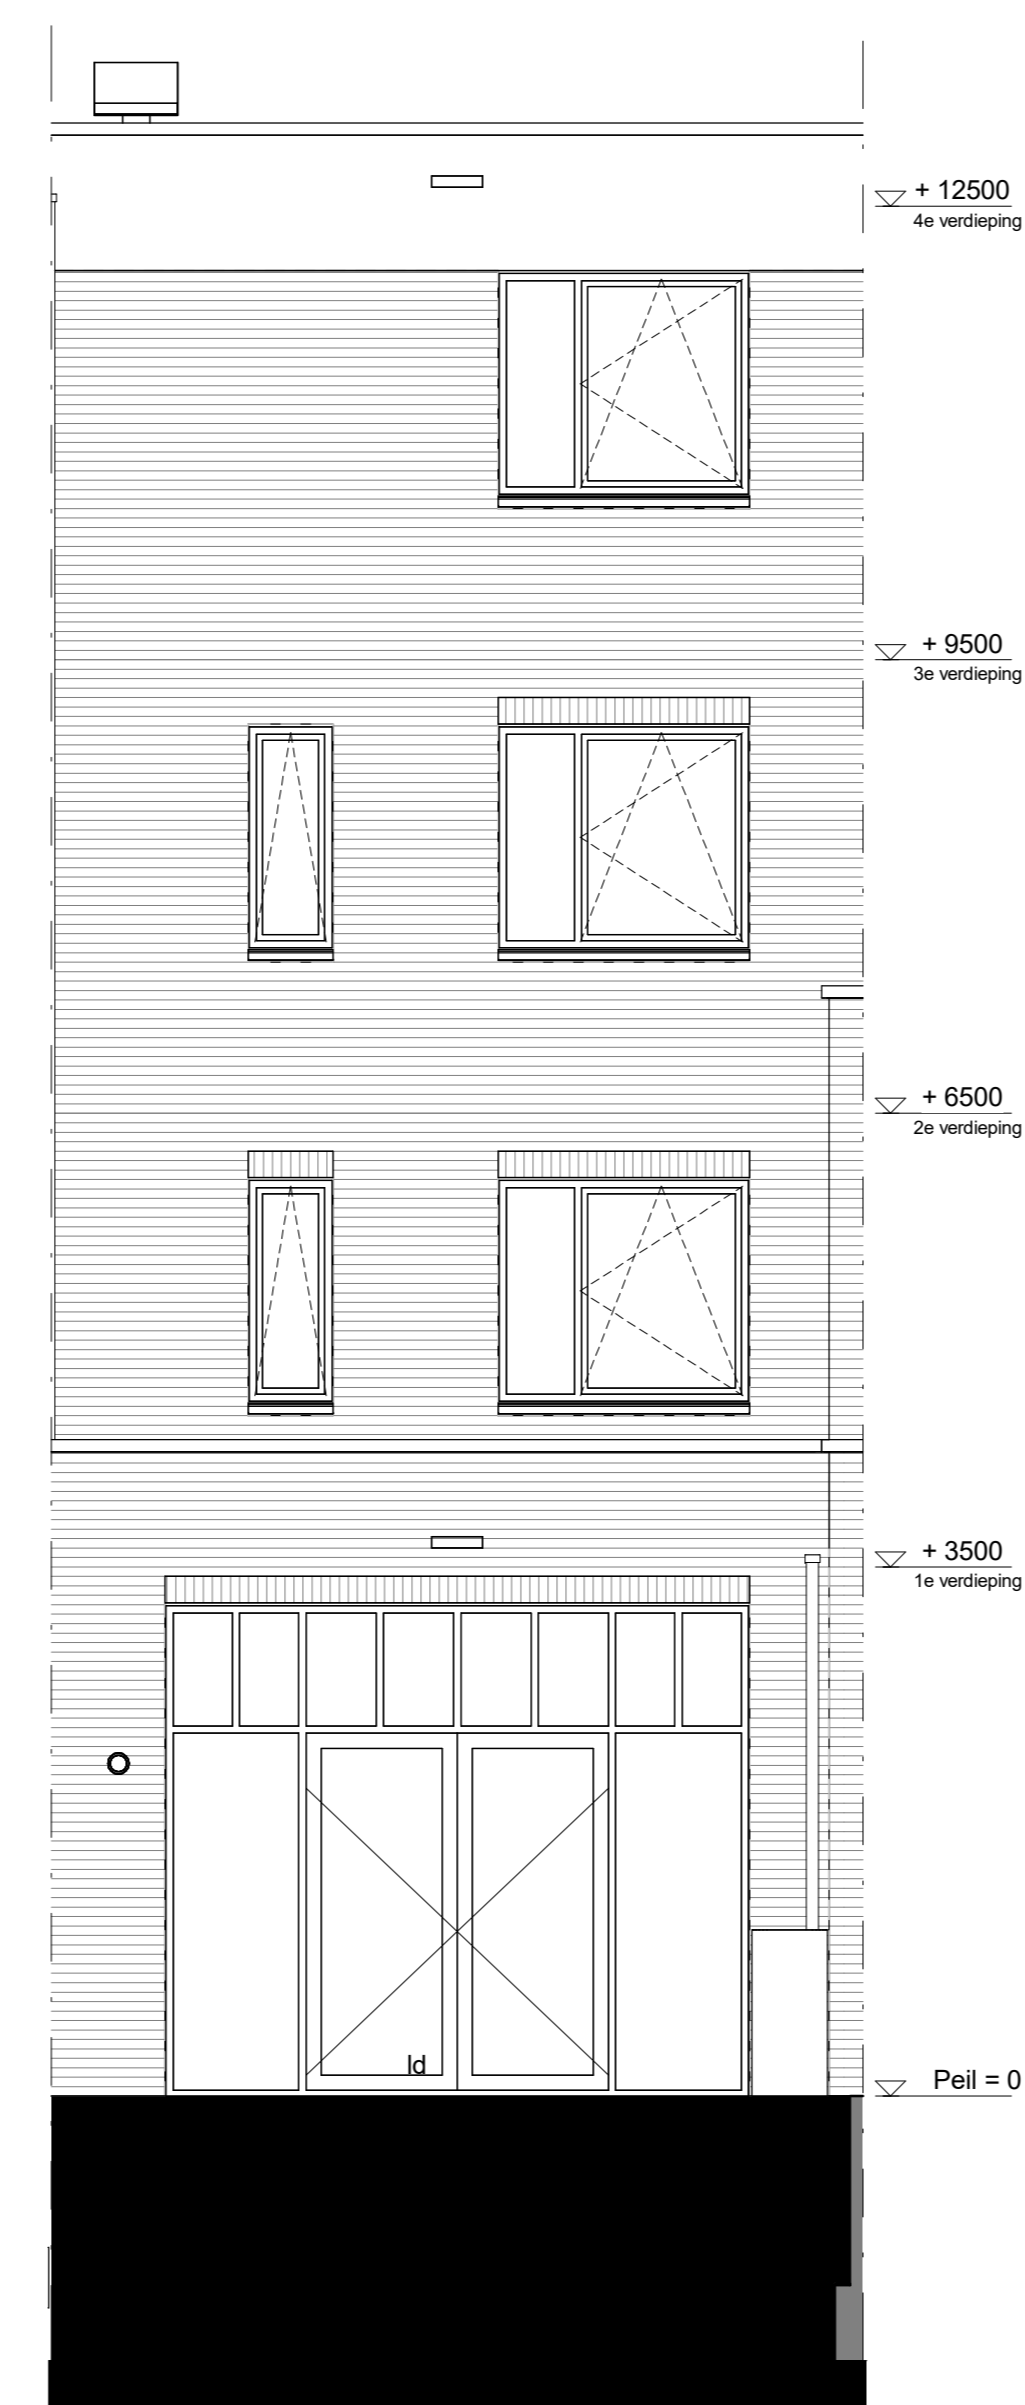 + 12500
4e verdieping
+ 9500
3e verdieping
+ 6500
2e verdieping
+ 3500
1e verdieping
ld
Peil = 0